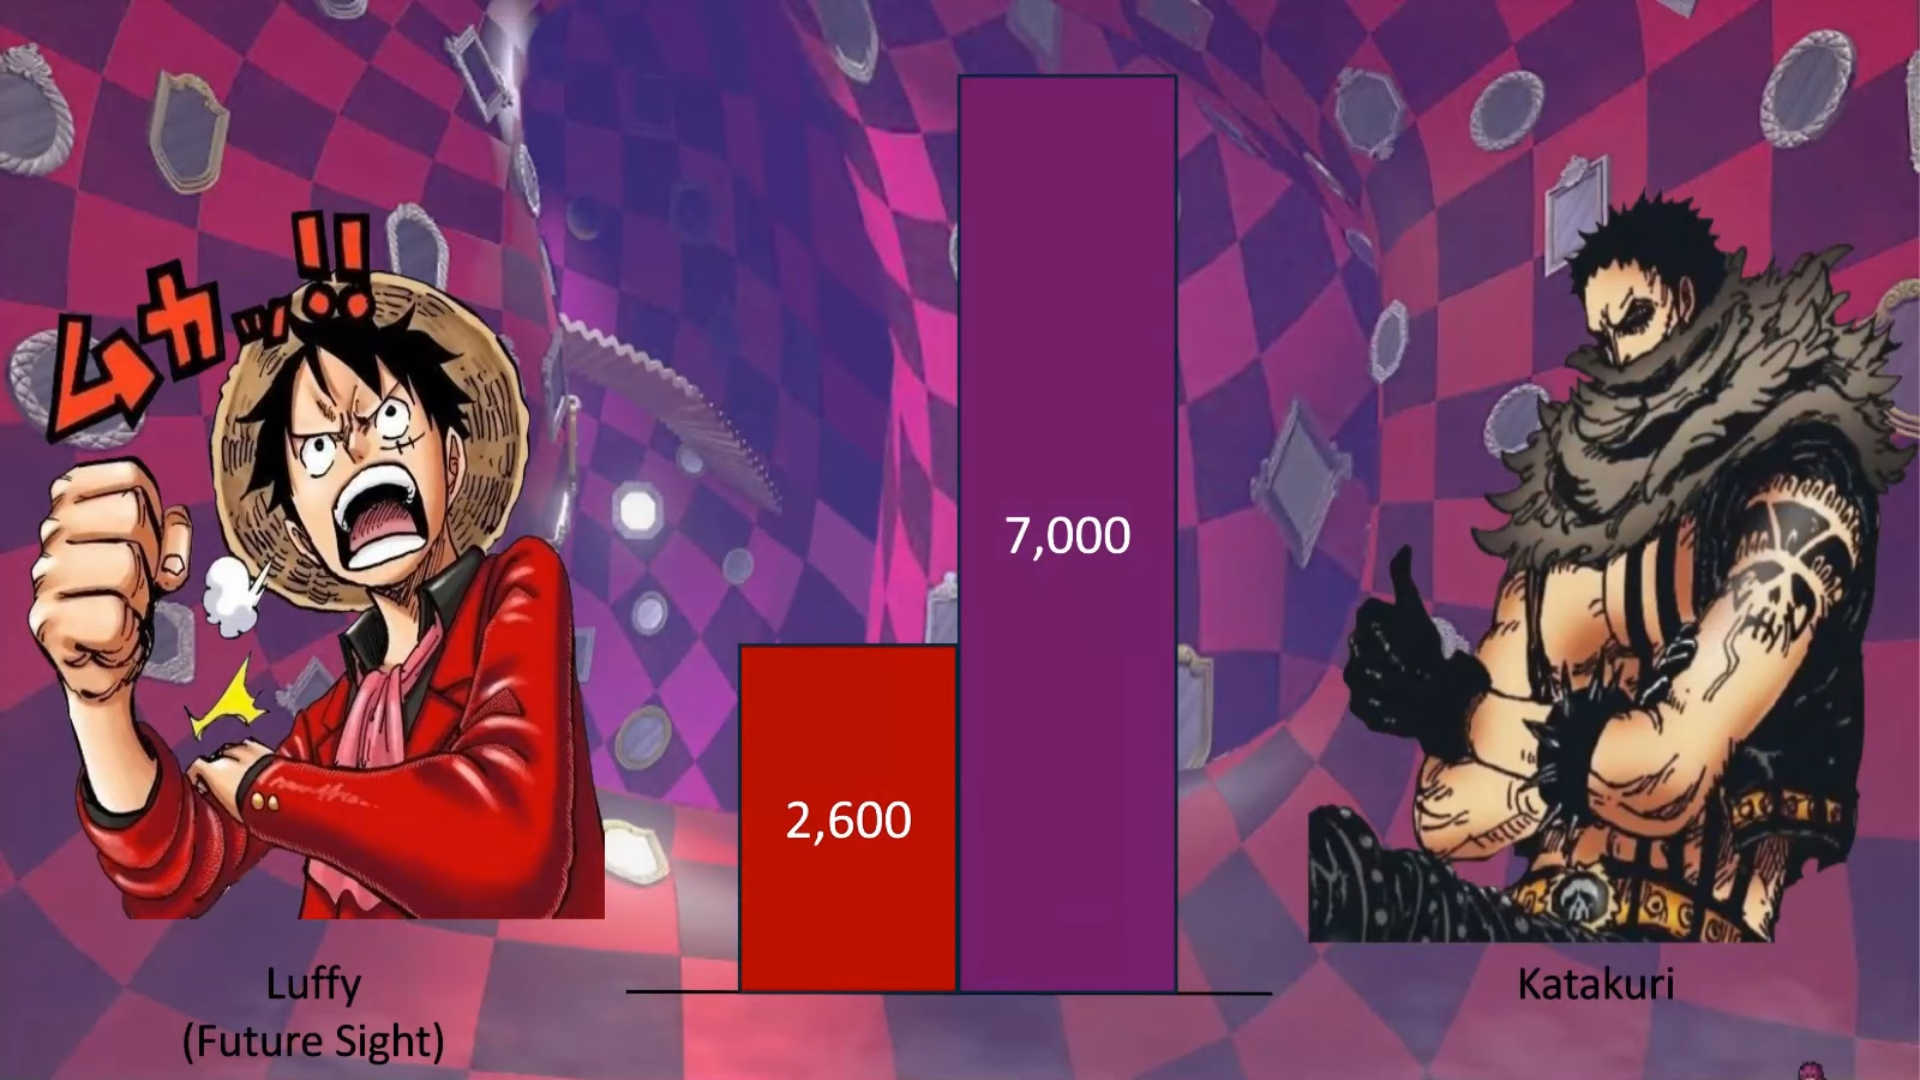 ムカッ…!!
7,000
2,600
Luffy
(Future Sight)
Katakuri